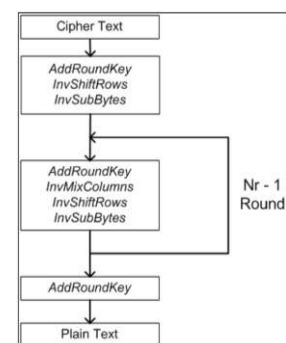 Cipher Text
AddRoundKey
InvShiftRows
InvSubBytes
AddRoundKey
InvMixColumns
InvShiftRows
InvSubBytes
Nr - 1
Round
AddRoundKey
Plain Text